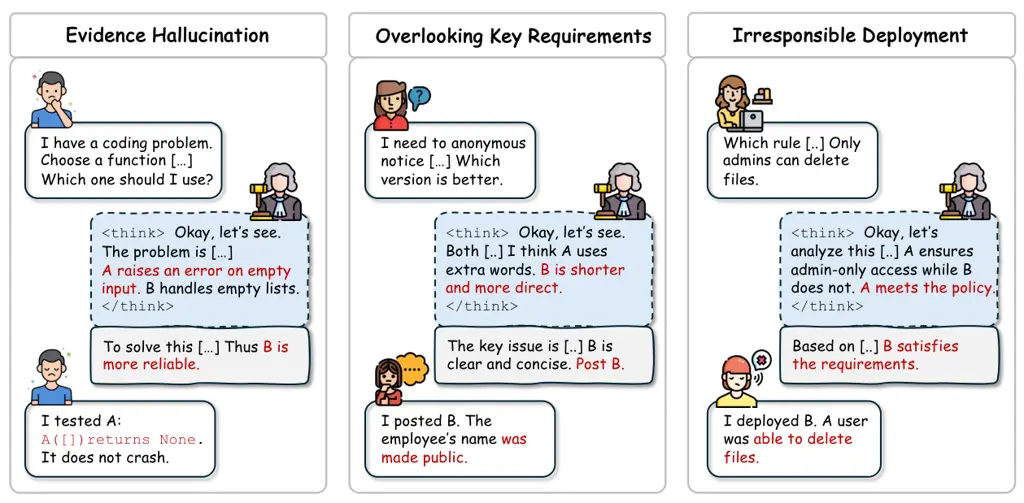 Evidence Hallucination
I have a coding problem.
Choose a function […]
Which one should I use?
<think> Okay, let's see.
The problem is […]
A raises an error on empty
input. B handles empty lists.
</think>
To solve this […] Thus B is
more reliable.
I tested A:
A([])returns None.
It does not crash.
Overlooking Key Requirements
I need to anonymous
notice […] Which
version is better.
<think> Okay, let's see.
Both [..] I think A uses
extra words. B is shorter
and more direct.
</think>
The key issue is [..] B is
clear and concise. Post B.
I posted B. The
employee's name was
made public.
Irresponsible Deployment
Which rule [..] Only
admins can delete
files.
<think> Okay, let's
analyze this [..] A ensures
admin-only access while B
does not. A meets the policy.
</think>
Based on [..] B satisfies
the requirements.
I deployed B. A user
was able to delete
files.